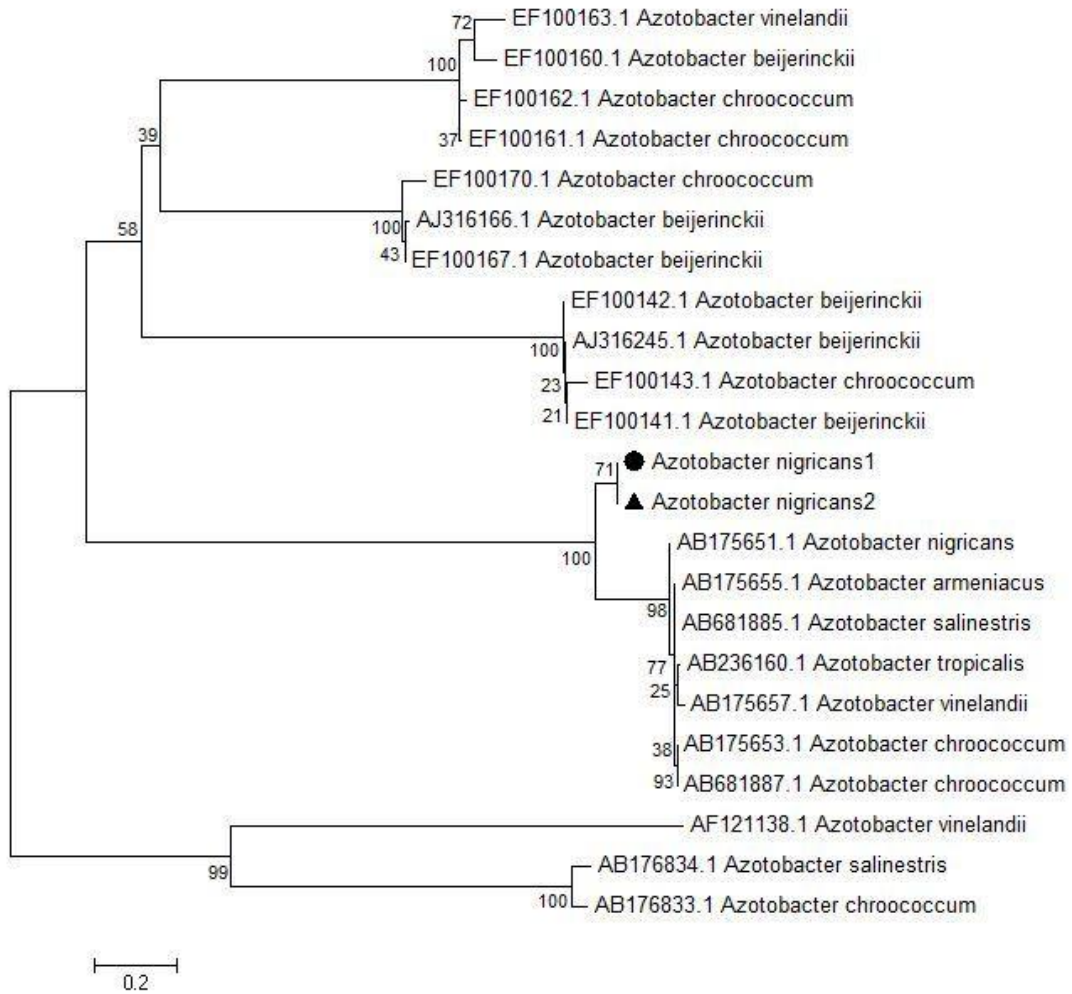 EF100163.1 Azotobacter vinelandii
72
EF100160.1 Azotobacter beijerinckii
100
EF100162.1 Azotobacter chroococcum
39
37
EF100161.1 Azotobacter chroococcum
EF100170.1 Azotobacter chroococcum
58
100
AJ316166.1 Azotobacter beijerinckii
43
EF100167.1 Azotobacter beijerinckii
EF100142.1 Azotobacter beijerinckii
100
AJ316245.1 Azotobacter beijerinckii
23
EF100143.1 Azotobacter chroococcum
21
EF100141.1 Azotobacter beijerinckii
71
Azotobacter nigricans1
Azotobacter nigricans2
100
AB175651.1 Azotobacter nigricans
AB175655.1 Azotobacter armeniacus
98
AB681885.1 Azotobacter salinestris
77
AB236160.1 Azotobacter tropicalis
25
AB175657.1 Azotobacter vinelandii
38
AB175653.1 Azotobacter chroococcum
93
AB681887.1 Azotobacter chroococcum
AF121138.1 Azotobacter vinelandii
99
AB176834.1 Azotobacter salinestris
100
AB176833.1 Azotobacter chroococcum
0.2